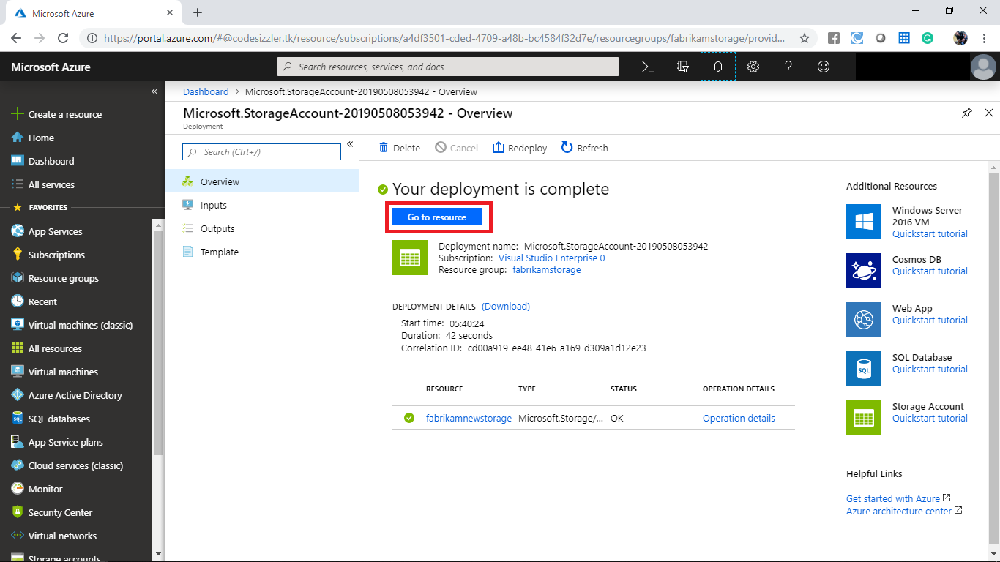 Microsoft Azure
https://portal.azure.com/#@codesizzler.tk/resource/subscriptions/a4df3501-cded-4709-a48b-bc4584f32d7e/resourcegroups/fabrikamstorage/provid...
Microsoft Azure
Search resources, services, and docs
Create a resource
Home
Dashboard
All services
FAVORITES
App Services
Subscriptions
Resource groups
Recent
Virtual machines (classic)
All resources
Virtual machines
Azure Active Directory
SQL databases
App Service plans
Cloud services (classic)
Monitor
Security Center
Virtual networks
Storage accounts
Dashboard > Microsoft.StorageAccount-20190508053942 - Overview
Microsoft.StorageAccount-20190508053942 - Overview
Deployment
Search (Ctrl+/)
Overview
Inputs
Outputs
Template
Delete Cancel Redeploy Refresh
Your deployment is complete
Go to resource
Deployment name: Microsoft.StorageAccount-20190508053942
Subscription: Visual Studio Enterprise 0
Resource group: fabrikamstorage
DEPLOYMENT DETAILS (Download)
Start time: 05:40:24
Duration: 42 seconds
Correlation ID: cd00a919-ee48-41e6-a169-d309a1d12e23
RESOURCE TYPE STATUS OPERATION DETAILS
fabrikamnewstorage Microsoft.Storage/... OK Operation details
Additional Resources
Windows Server
2016 VM
Quickstart tutorial
Cosmos DB
Quickstart tutorial
Web App
Quickstart tutorial
SQL
SQL Database
Quickstart tutorial
Storage Account
Quickstart tutorial
Helpful Links
Get started with Azure
Azure architecture center